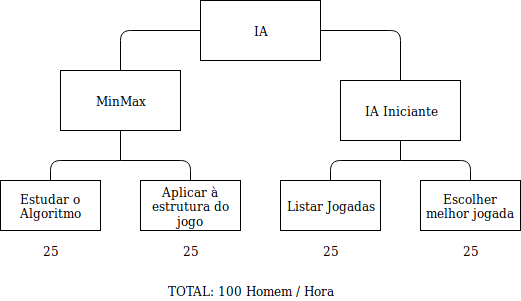 IA
MinMax
IA Iniciante
Estudar o
Algoritmo
Aplicar à
estrutura do
jogo
Listar Jogadas
Escolher
melhor jogada
25
25
25
25
TOTAL: 100 Homem / Hora